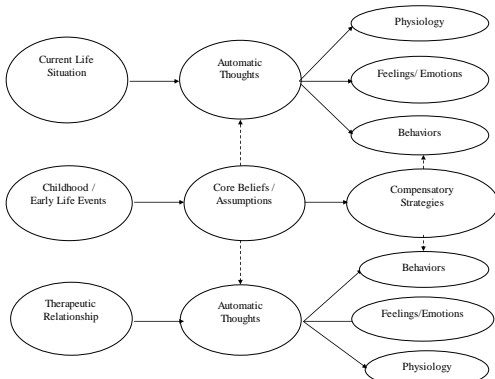 Physiology
Current Life
Situation
Automatic
Thoughts
Feelings/ Emotions
Behaviors
Childhood /
Early Life Events
Core Beliefs /
Assumptions
Compensatory
Strategies
Behaviors
Therapeutic
Relationship
Automatic
Thoughts
Feelings/Emotions
Physiology